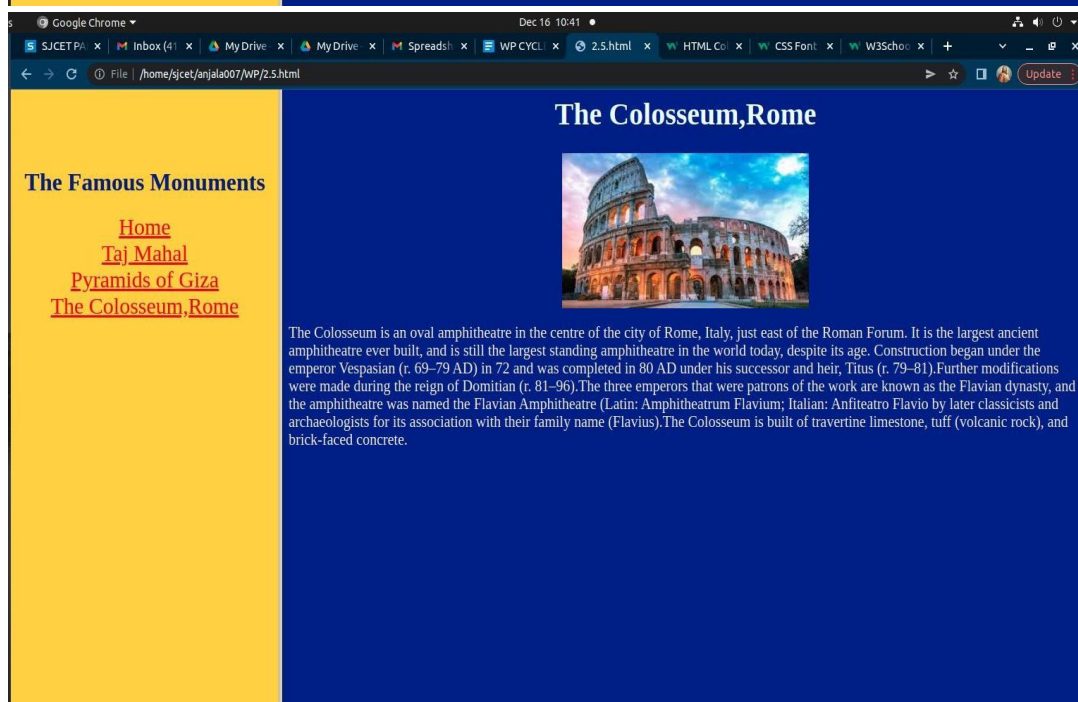 s Google Chrome Dec 16 10:41
SJCET PA Inbox (41 My Drive - My Drive - Spreadsh WP CYCL 2.5.html HTML Col CSS Font W3Schoo
File /home/sjcet/anjala007/WP/2.5.html Update
The Colosseum,Rome
The Famous Monuments
Home
Taj Mahal
Pyramids of Giza
The Colosseum,Rome
The Colosseum is an oval amphitheatre in the centre of the city of Rome, Italy, just east of the Roman Forum. It is the largest ancient
amphitheatre ever built, and is still the largest standing amphitheatre in the world today, despite its age. Construction began under the
emperor Vespasian (r. 69–79 AD) in 72 and was completed in 80 AD under his successor and heir, Titus (r. 79–81).Further modifications
were made during the reign of Domitian (r. 81–96).The three emperors that were patrons of the work are known as the Flavian dynasty, and
the amphitheatre was named the Flavian Amphitheatre (Latin: Amphitheatrum Flavium; Italian: Anfiteatro Flavio by later classicists and
archaeologists for its association with their family name (Flavius).The Colosseum is built of travertine limestone, tuff (volcanic rock), and
brick-faced concrete.